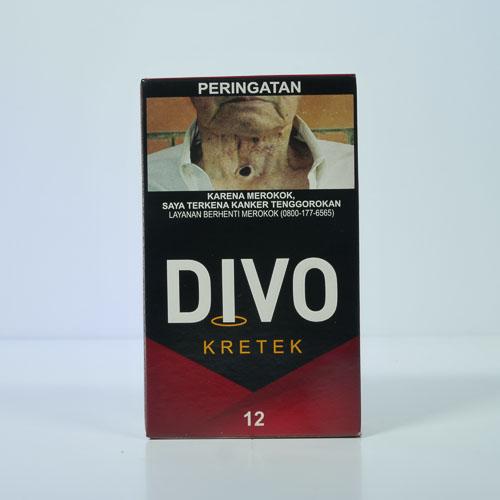 PERINGATAN
KARENA MEROKOK,
SAYA TERKENA KANKER TENGGOROKAN
LAYANAN BERHENTI MEROKOK (0800-177-6565)
DIVO
KRETEK
12